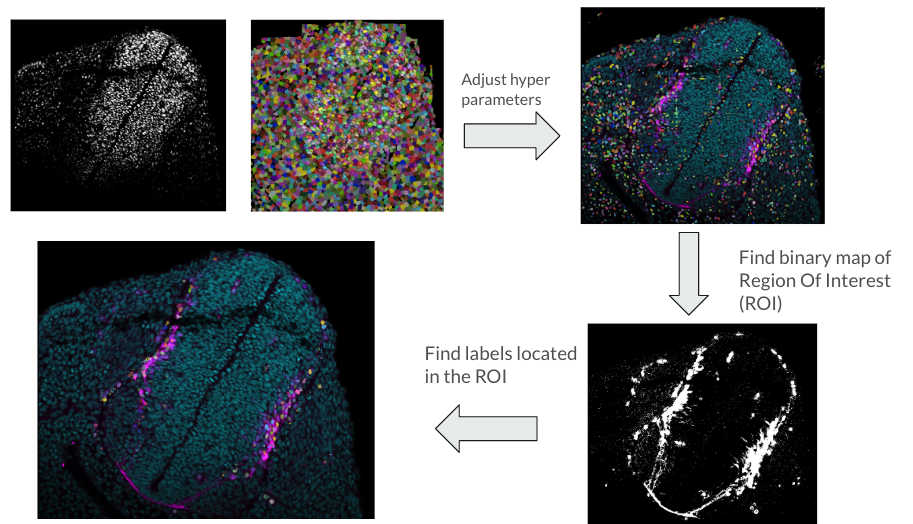 Adjust hyper
parameters
Find binary map of
Region Of Interest
(ROI)
Find labels located
in the ROI